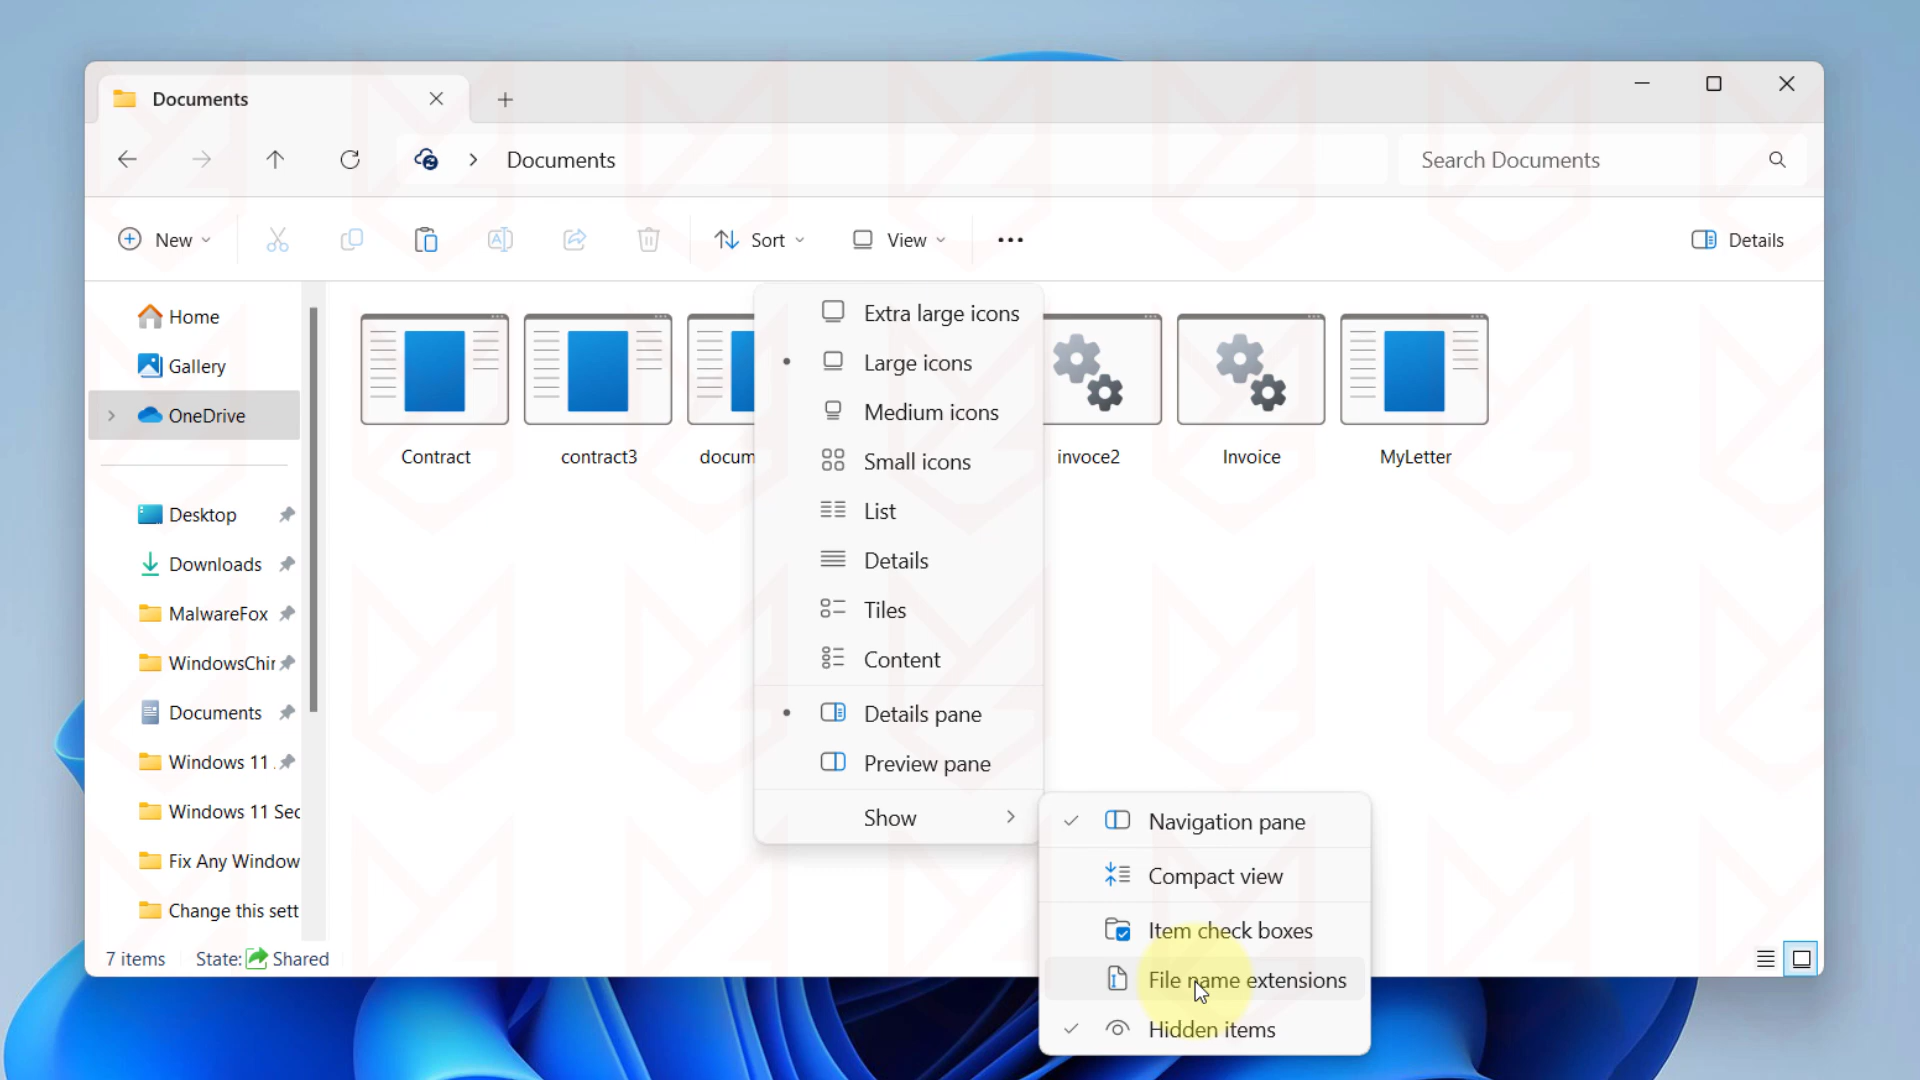 Documents
Documents
Search Documents
New
Sort
View
Details
Home
Gallery
OneDrive
Desktop
Downloads
MalwareFox
WindowsChir
Documents
Windows 11 .
Windows 11 Sec
Fix Any Window
Change this sett
Contract
contract3
docum
invoce2
Invoice
MyLetter
Extra large icons
Large icons
Medium icons
Small icons
List
Details
Tiles
Content
Details pane
Preview pane
Show
Navigation pane
Compact view
Item check boxes
File name extensions
Hidden items
7 items State: Shared